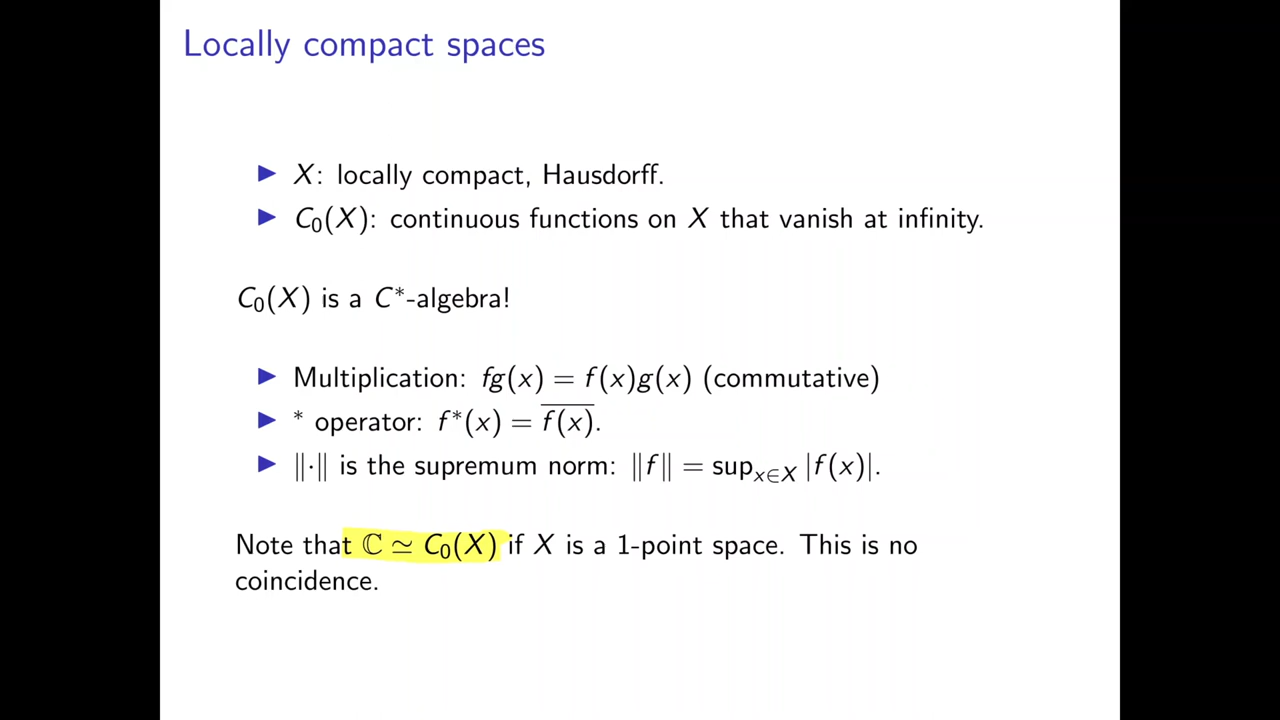 Locally compact spaces
▶ X: locally compact, Hausdorff.
▶ C₀(X): continuous functions on X that vanish at infinity.
C₀(X) is a C*-algebra!
▶ Multiplication: fg(x) = f(x)g(x) (commutative)
▶ * operator: f*(x) = \overline{f(x)}.
▶ ‖·‖ is the supremum norm: ‖f‖ = sup_{x∈X} |f(x)|.
Note that ℂ ≃ C₀(X) if X is a 1-point space. This is no
coincidence.